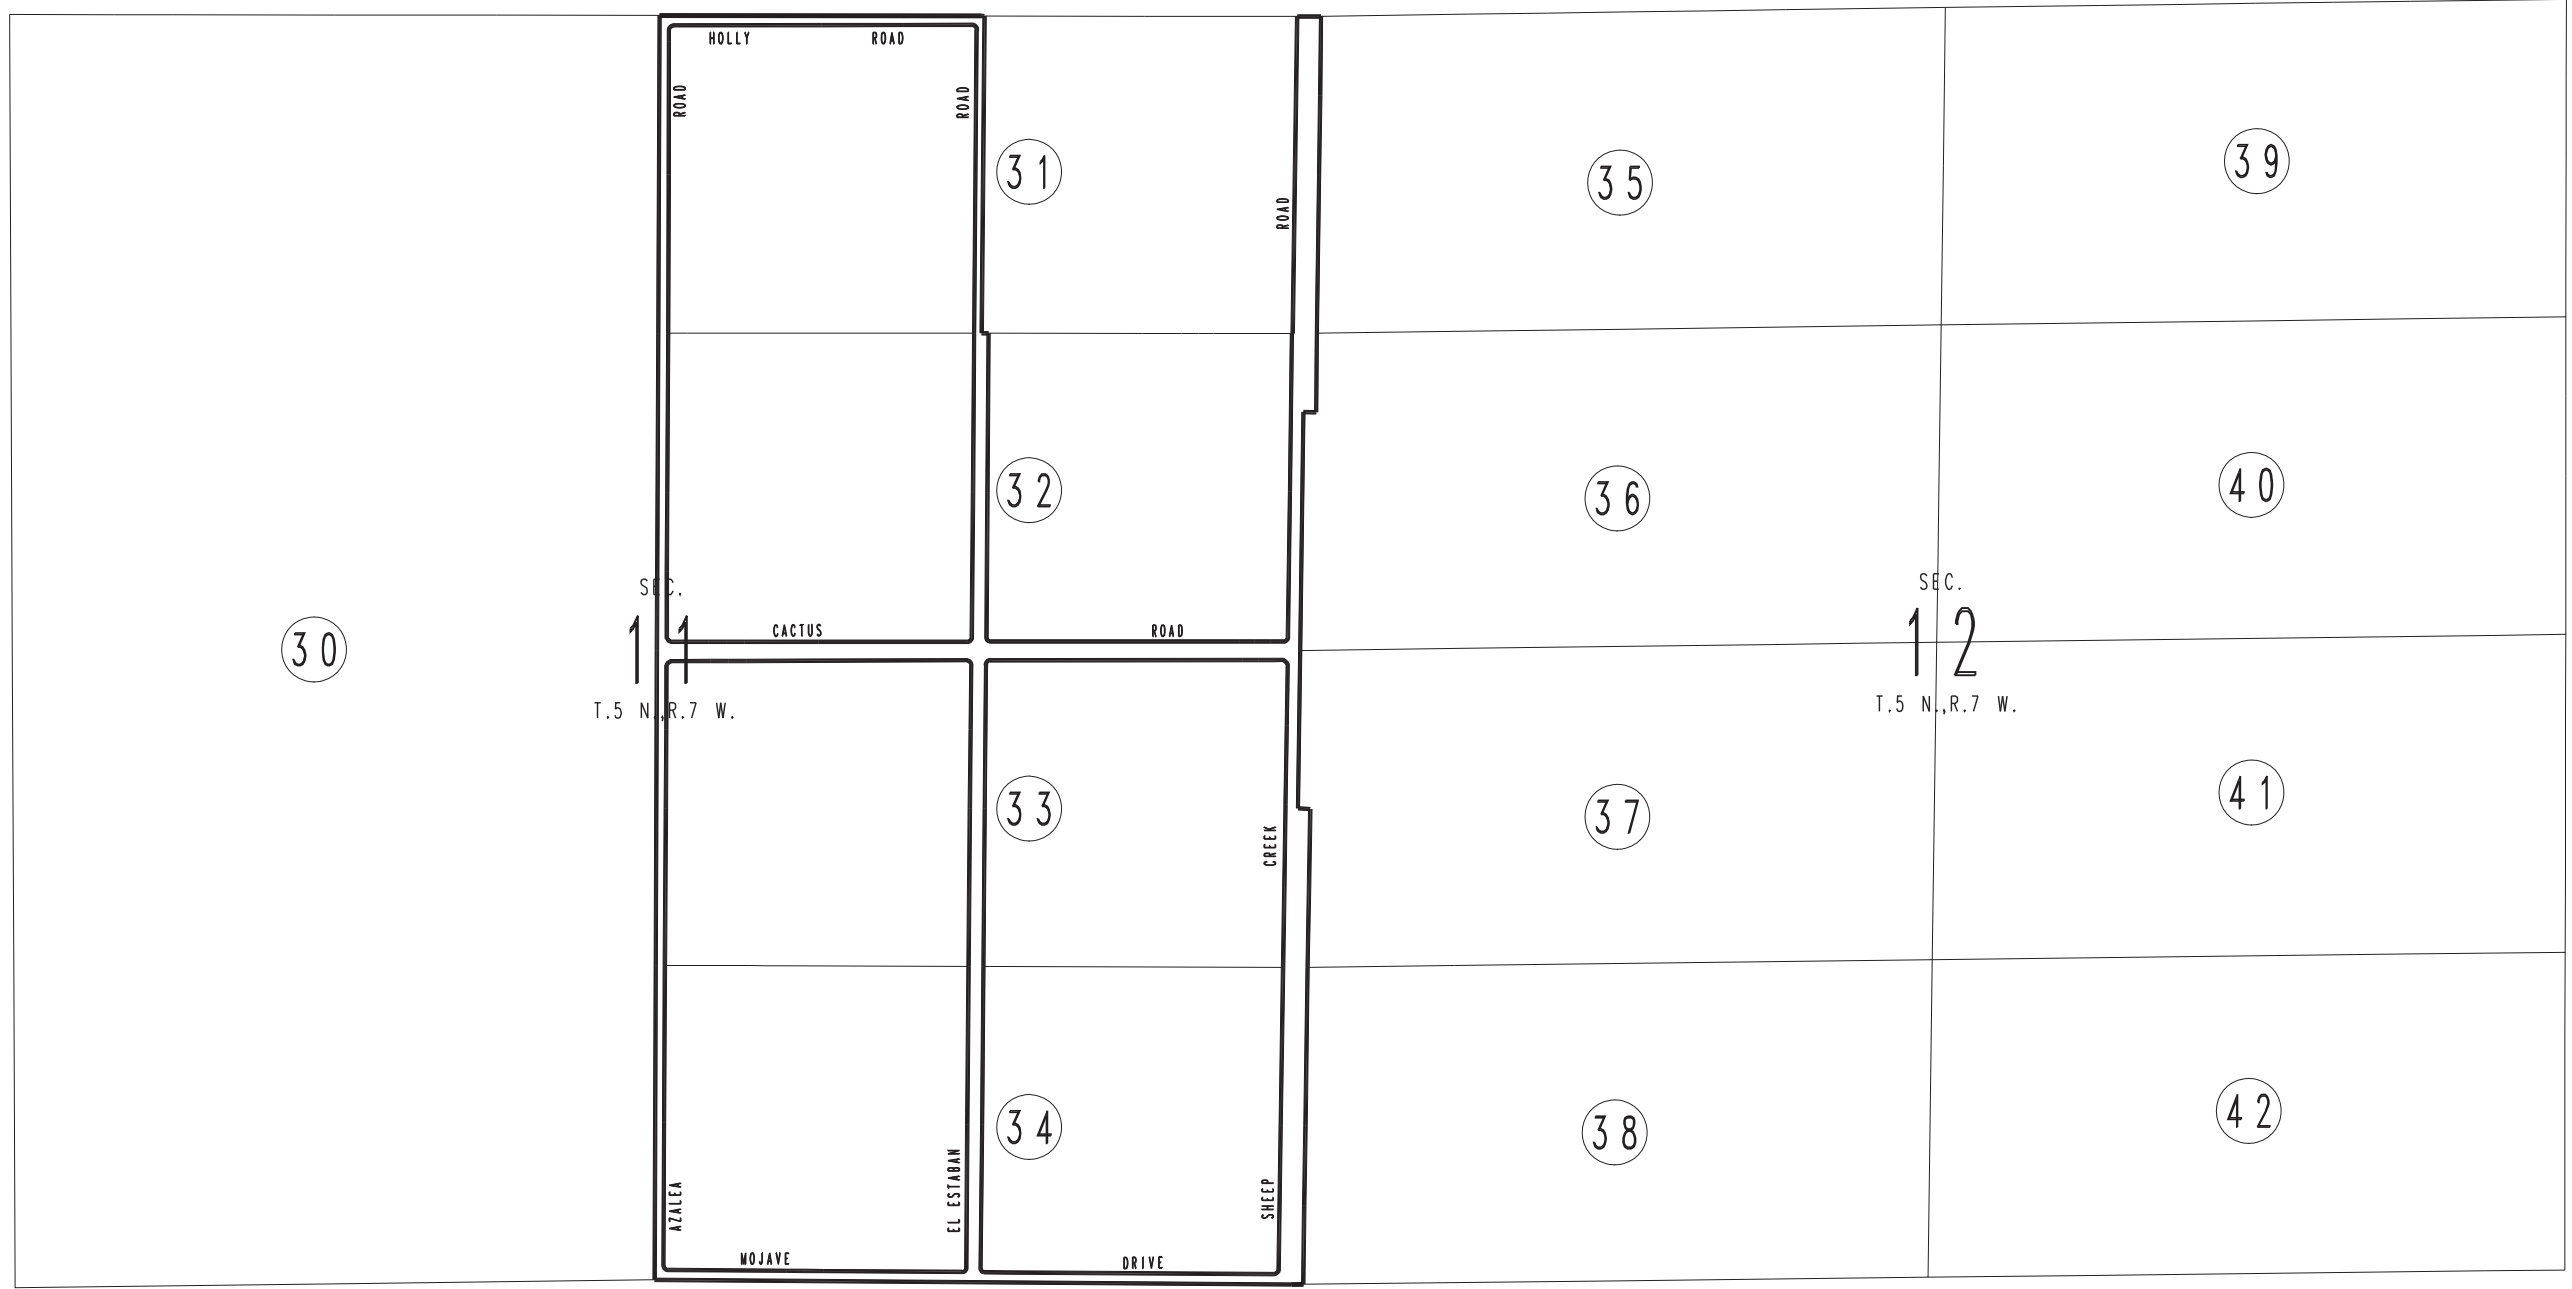 HOLLY ROAD
ROAD
ROAD
31
ROAD
35
39
32
36
40
SEC.
11
T.5 N.,R.7 W.
30
CACTUS ROAD
SEC.
12
T.5 N.,R.7 W.
33
CREEK
37
41
34
38
42
AZALEA
EL ESTABAN
SHEEP
MOJAVE DRIVE